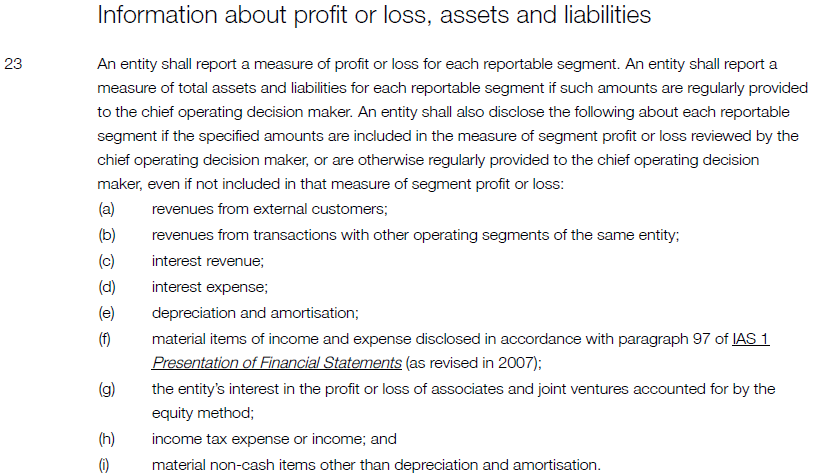 Information about profit or loss, assets and liabilities
23 An entity shall report a measure of profit or loss for each reportable segment. An entity shall report a
measure of total assets and liabilities for each reportable segment if such amounts are regularly provided
to the chief operating decision maker. An entity shall also disclose the following about each reportable
segment if the specified amounts are included in the measure of segment profit or loss reviewed by the
chief operating decision maker, or are otherwise regularly provided to the chief operating decision
maker, even if not included in that measure of segment profit or loss:
(a) revenues from external customers;
(b) revenues from transactions with other operating segments of the same entity;
(c) interest revenue;
(d) interest expense;
(e) depreciation and amortisation;
(f) material items of income and expense disclosed in accordance with paragraph 97 of IAS 1
Presentation of Financial Statements (as revised in 2007);
(g) the entity's interest in the profit or loss of associates and joint ventures accounted for by the
equity method;
(h) income tax expense or income; and
(i) material non-cash items other than depreciation and amortisation.